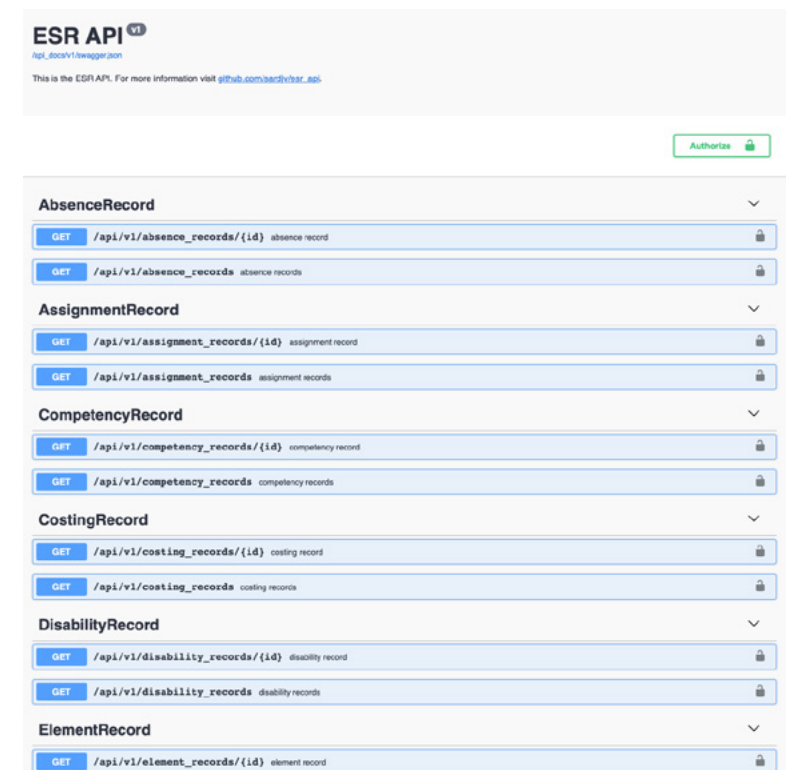 ESR API v1
/api_docs/v1/swagger.json
This is the ESR API. For more information visit github.com/sardjv/esr_api.
Authorize
AbsenceRecord
GET /api/v1/absence_records/{id} absence record
GET /api/v1/absence_records absence records
AssignmentRecord
GET /api/v1/assignment_records/{id} assignment record
GET /api/v1/assignment_records assignment records
CompetencyRecord
GET /api/v1/competency_records/{id} competency record
GET /api/v1/competency_records competency records
CostingRecord
GET /api/v1/costing_records/{id} costing record
GET /api/v1/costing_records costing records
DisabilityRecord
GET /api/v1/disability_records/{id} disability record
GET /api/v1/disability_records disability records
ElementRecord
GET /api/v1/element_records/{id} element record